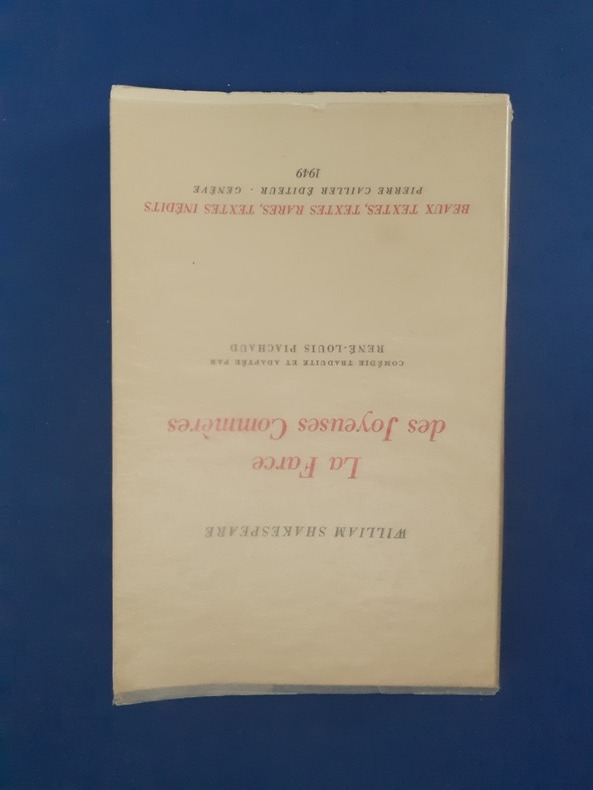 WILLIAM SHAKESPEARE
La Farce
des Joyeuses Commères
COMÉDIE TRADUITE ET ADAPTÉE PAR
RENÉ-LOUIS PIACHAUD
BEAUX TEXTES, TEXTES RARES, TEXTES INÉDITS
PIERRE CAILLER ÉDITEUR · GENÈVE
1949